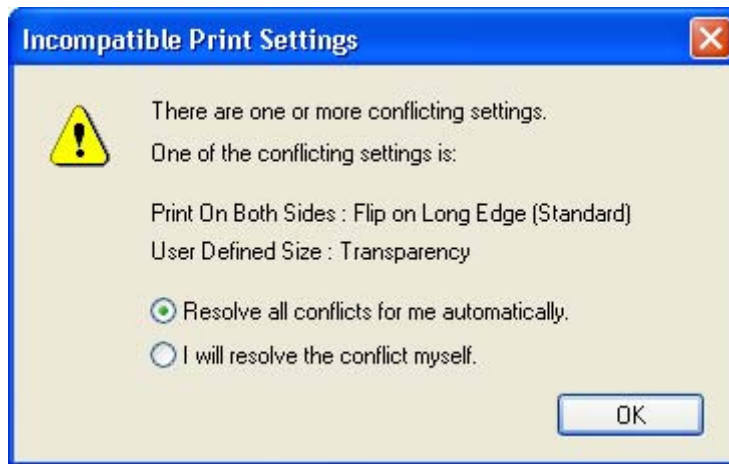 Incompatible Print Settings
There are one or more conflicting settings.
One of the conflicting settings is:
Print On Both Sides : Flip on Long Edge (Standard)
User Defined Size : Transparency
Resolve all conflicts for me automatically.
I will resolve the conflict myself.
OK